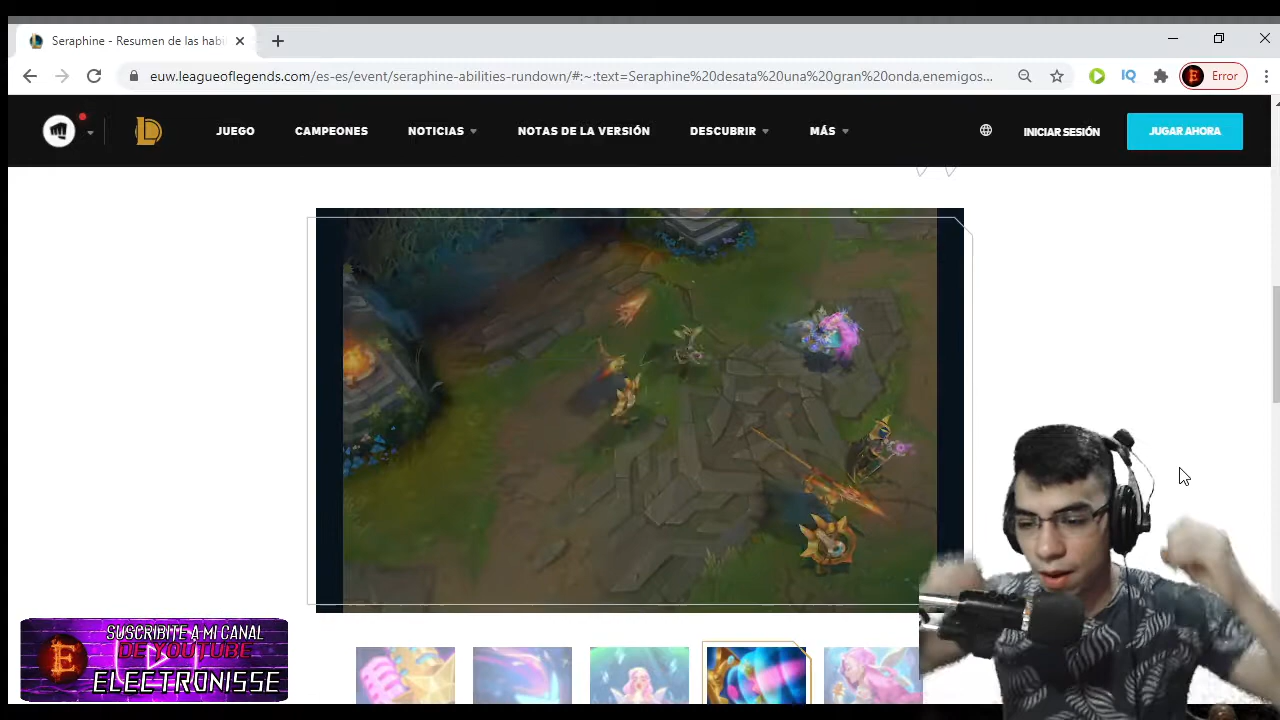 Seraphine - Resumen de las habi
euw.leagueoflegends.com/es-es/event/seraphine-abilities-rundown/#:~:text=Seraphine%20desata%20una%20gran%20onda,enemigos...
IQ
E
Error
JUEGO
CAMPEONES
NOTICIAS
NOTAS DE LA VERSIÓN
DESCUBRIR
MÁS
INICIAR SESIÓN
JUGAR AHORA
SUSCRIBITE A MI CANAL
DE YOUTUBE
E
ELECTRONISSE